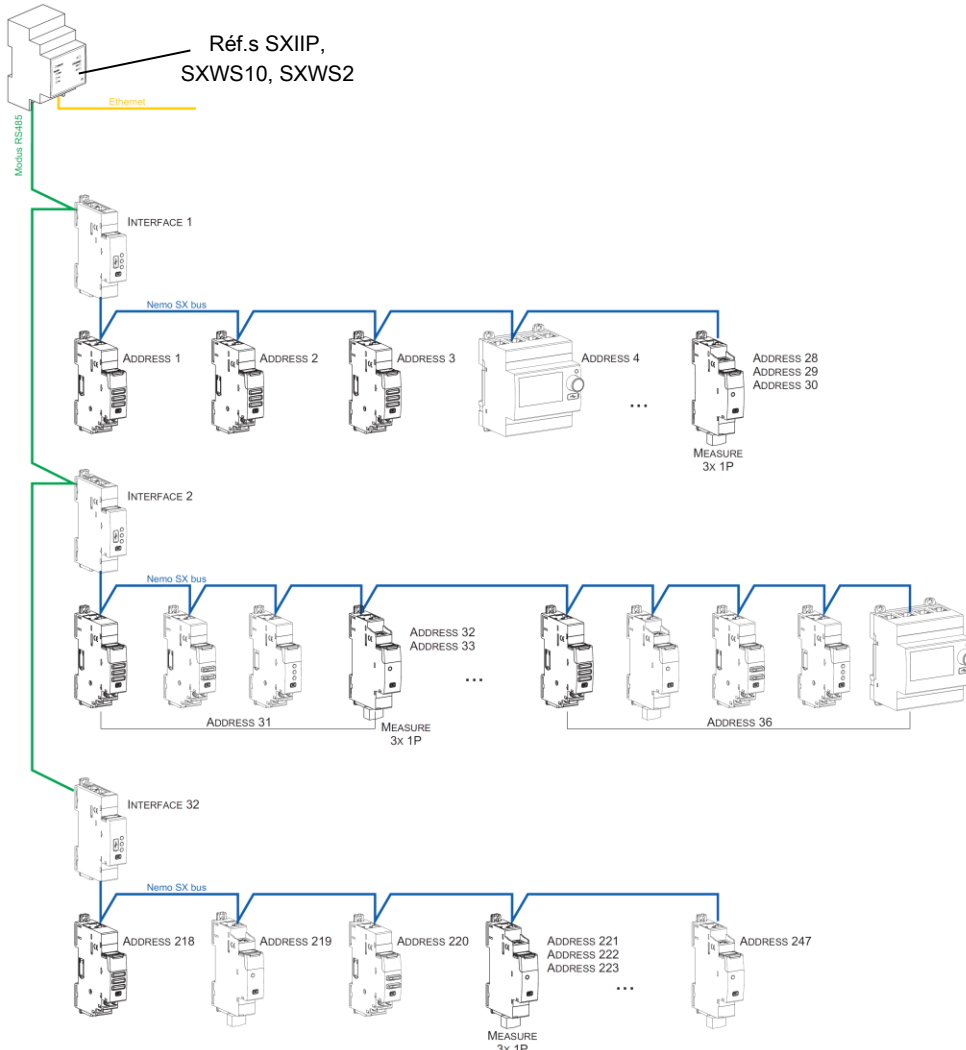 Réf.s SXIIP,
SXWS10, SXWS2
Ethernet
Modus RS485
INTERFACE 1
Nemo SX bus
ADDRESS 1
ADDRESS 2
ADDRESS 3
ADDRESS 4
...
ADDRESS 28
ADDRESS 29
ADDRESS 30
MEASURE
3X 1P
INTERFACE 2
Nemo SX bus
ADDRESS 32
ADDRESS 33
...
ADDRESS 31
MEASURE
3X 1P
ADDRESS 36
INTERFACE 32
Nemo SX bus
ADDRESS 218
ADDRESS 219
ADDRESS 220
ADDRESS 221
ADDRESS 222
ADDRESS 223
...
ADDRESS 247
MEASURE
3X 1P